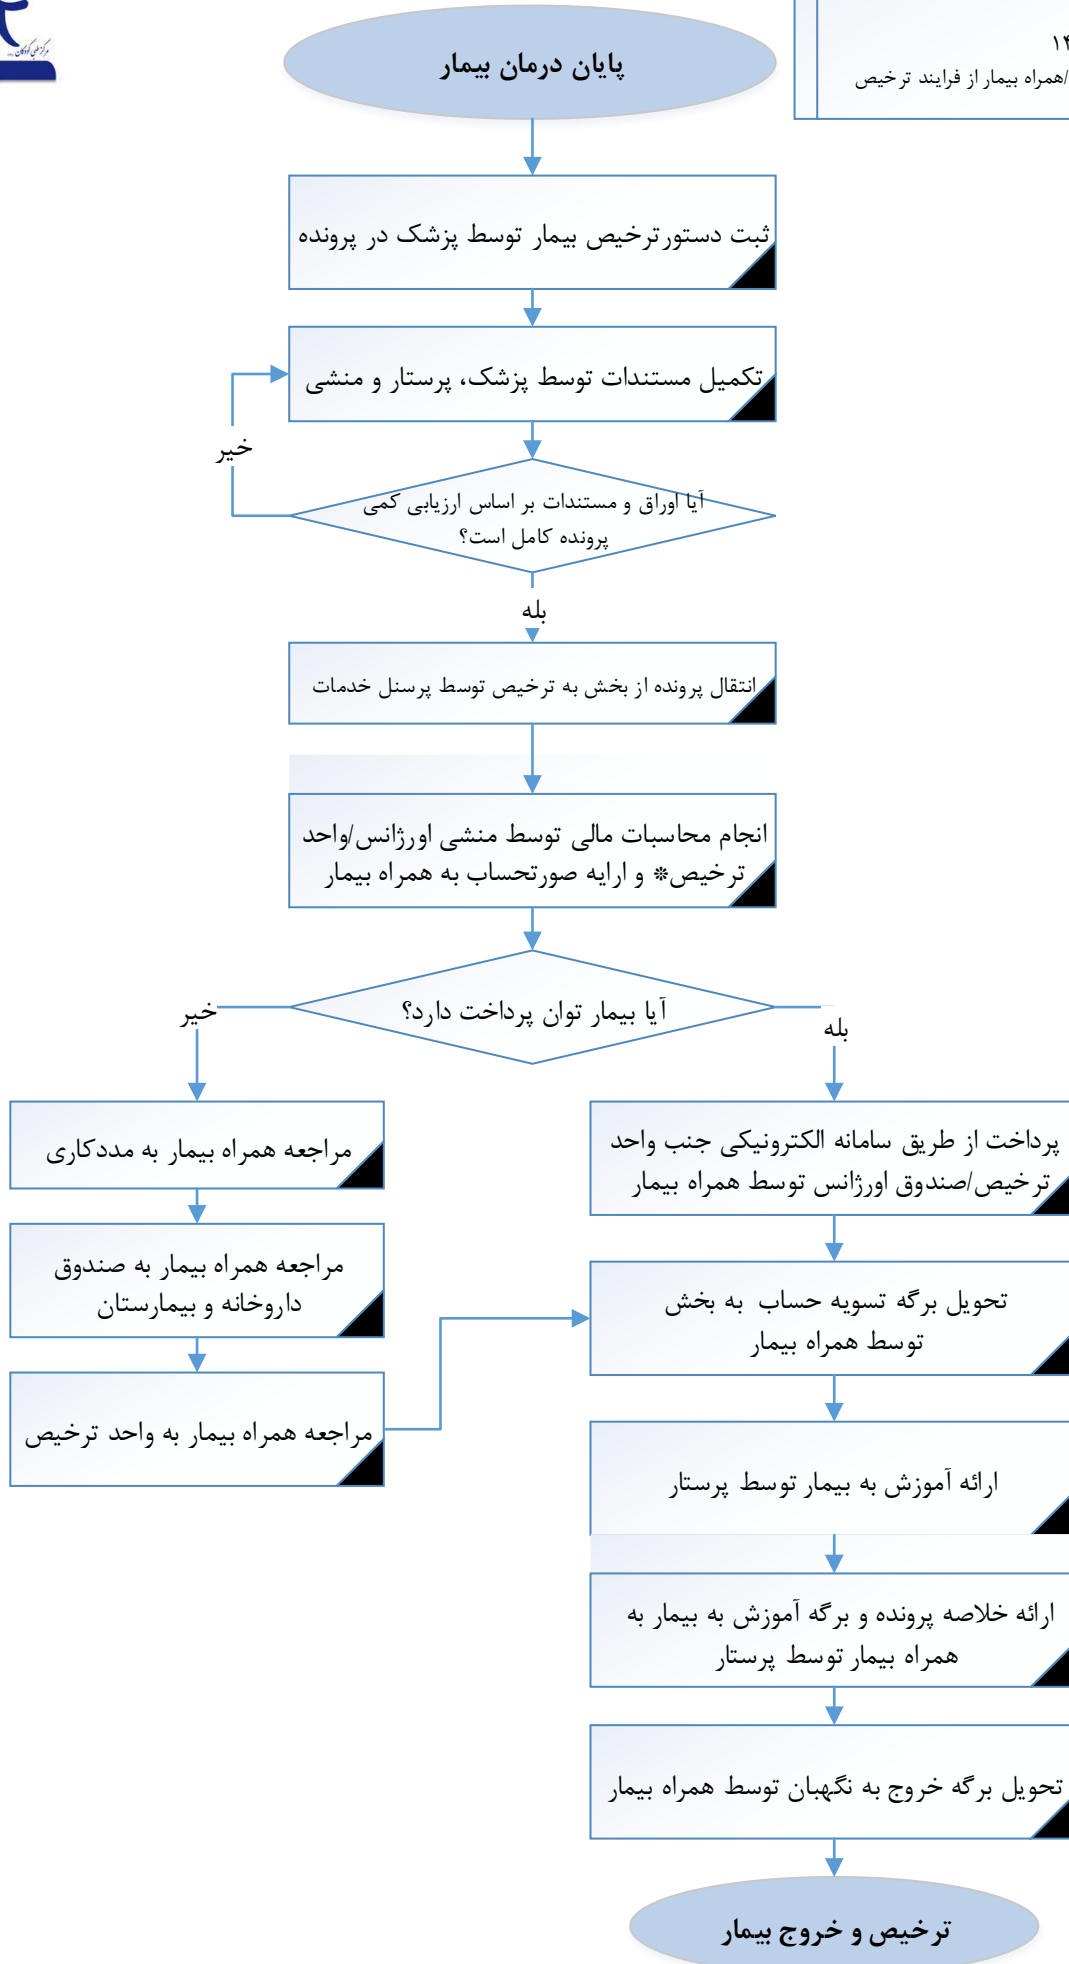 مرکز طبی کودکان
۱۴
/همراه بیمار از فرایند ترخیص
پایان درمان بیمار
ثبت دستورترخیص بیمار توسط پزشک در پرونده
تکمیل مستندات توسط پزشک، پرستار و منشی
خیر
آیا اوراق و مستندات بر اساس ارزیابی کمی
پرونده کامل است؟
بله
انتقال پرونده از بخش به ترخیص توسط پرسنل خدمات
انجام محاسبات مالی توسط منشی اورژانس/واحد
ترخیص* و ارایه صورتحساب به همراه بیمار
آیا بیمار توان پرداخت دارد؟
خیر
بله
پرداخت از طریق سامانه الکترونیکی جنب واحد
ترخیص/صندوق اورژانس توسط همراه بیمار
مراجعه همراه بیمار به مددکاری
مراجعه همراه بیمار به صندوق
داروخانه و بیمارستان
مراجعه همراه بیمار به واحد ترخیص
تحویل برگه تسویه حساب به بخش
توسط همراه بیمار
ارائه آموزش به بیمار توسط پرستار
ارائه خلاصه پرونده و برگه آموزش به بیمار به
همراه بیمار توسط پرستار
تحویل برگه خروج به نگهبان توسط همراه بیمار
ترخیص و خروج بیمار